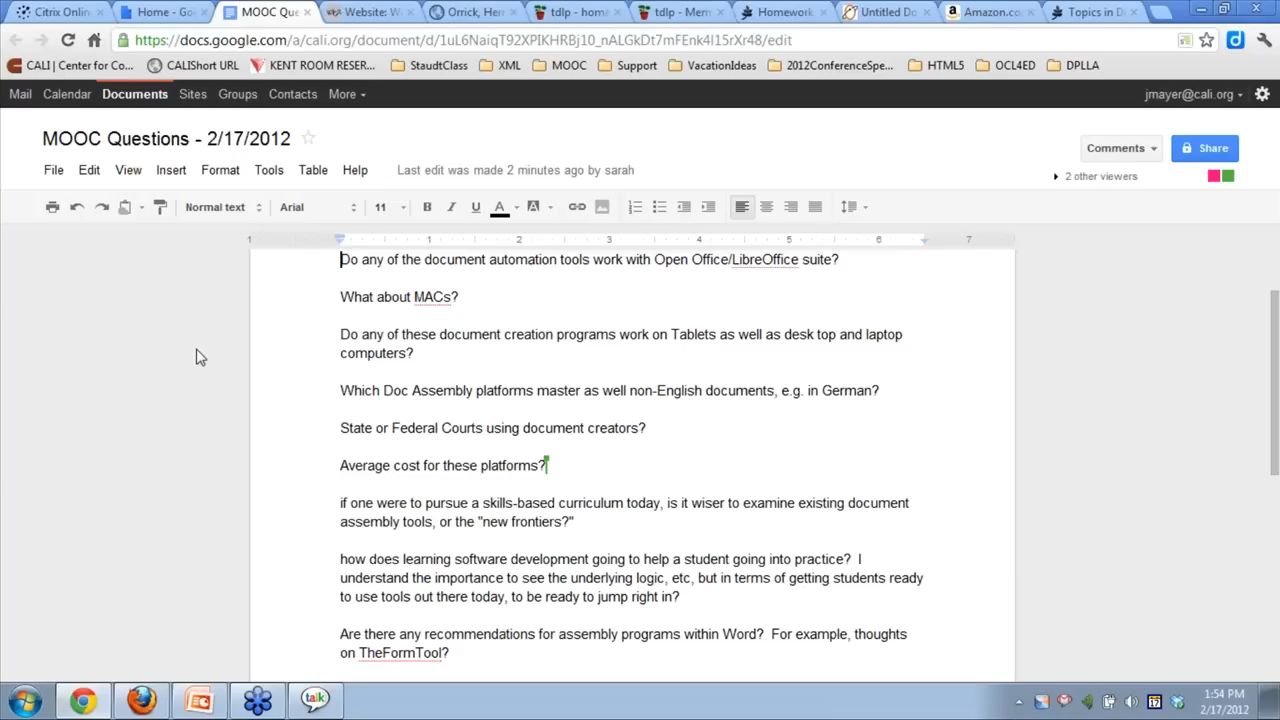 Citrix Onlin
Home - Go
MOOC Que
Website: W
Orrick, Her
tdlp - home
tdlp - Mem
Homework
Untitled Do
Amazon.co
Topics in D
https://docs.google.com/a/cali.org/document/d/1uL6NaiqT92XPIKHRBj10_nALGkDt7mFEnk4I15rXr48/edit
CALI | Center for Co...
CALIShort URL
KENT ROOM RESER...
StaudtClass
XML
MOOC
Support
VacationIdeas
2012ConferenceSpe...
HTML5
OCL4ED
DPLLA
Mail Calendar Documents Sites Groups Contacts More
jmayer@cali.org
MOOC Questions - 2/17/2012
Comments
Share
File Edit View Insert Format Tools Table Help Last edit was made 2 minutes ago by sarah
2 other viewers
Normal text Arial 11 B I U A A
1 1 2 3 4 5 6 7
Do any of the document automation tools work with Open Office/LibreOffice suite?
What about MACs?
Do any of these document creation programs work on Tablets as well as desk top and laptop
computers?
Which Doc Assembly platforms master as well non-English documents, e.g. in German?
State or Federal Courts using document creators?
Average cost for these platforms?
if one were to pursue a skills-based curriculum today, is it wiser to examine existing document
assembly tools, or the "new frontiers?"
how does learning software development going to help a student going into practice? I
understand the importance to see the underlying logic, etc, but in terms of getting students ready
to use tools out there today, to be ready to jump right in?
Are there any recommendations for assembly programs within Word? For example, thoughts
on TheFormTool?
talk
17
1:54 PM
2/17/2012